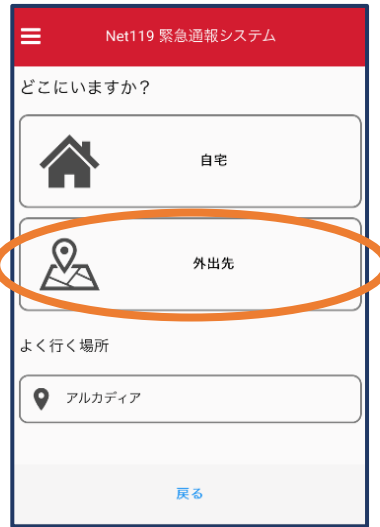 Net119 緊急通報システム
どこにいますか？
自宅
外出先
よく行く場所
アルカディア
戻る